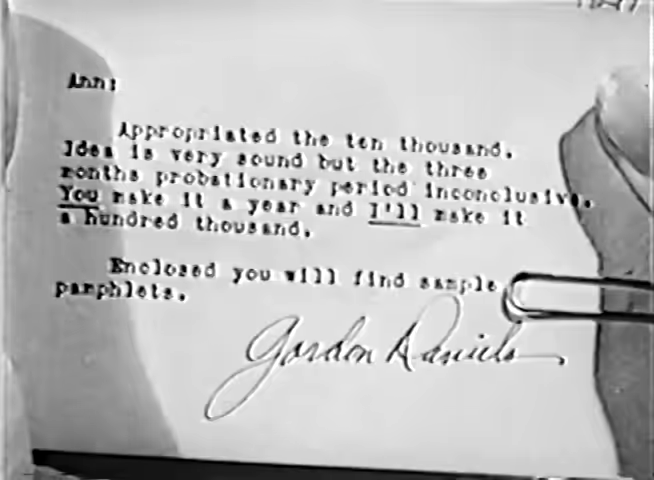 Ann:
Appropriated the ten thousand.
Idea is very sound but the three
months probationary period inconclusive.
You make it a year and I'll make it
a hundred thousand.
Enclosed you will find sample
pamphlets.
Gordon Daniels